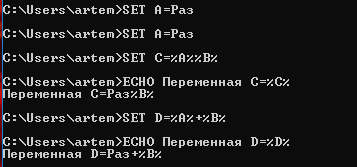 C:\Users\artem>SET A=Раз
C:\Users\artem>SET A=Раз
C:\Users\artem>SET C=%A%%B%
C:\Users\artem>ECHO Переменная C=%C%
Переменная C=Раз%B%
C:\Users\artem>SET D=%A%+%B%
C:\Users\artem>ECHO Переменная D=%D%
Переменная D=Раз+%B%